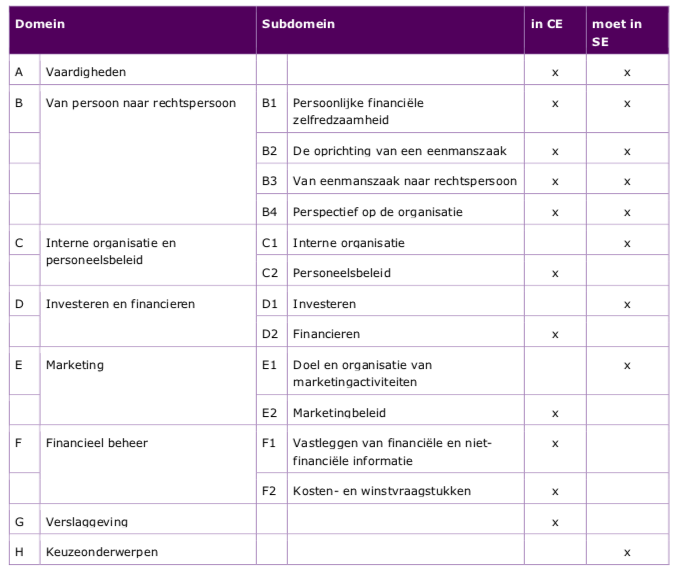 Domein Subdomein in CE moet in
SE
A Vaardigheden x x
B Van persoon naar rechtspersoon B1 Persoonlijke financiële x x
zelfredzaamheid
B2 De oprichting van een eenmanszaak x x
B3 Van eenmanszaak naar rechtspersoon x x
B4 Perspectief op de organisatie x x
C Interne organisatie en C1 Interne organisatie x
personeelsbeleid
C2 Personeelsbeleid x
D Investeren en financieren D1 Investeren x
D2 Financieren x
E Marketing E1 Doel en organisatie van x
marketingactiviteiten
E2 Marketingbeleid x
F Financieel beheer F1 Vastleggen van financiële en niet- x
financiële informatie
F2 Kosten- en winstvraagstukken x
G Verslaggeving x
H Keuzeonderwerpen x